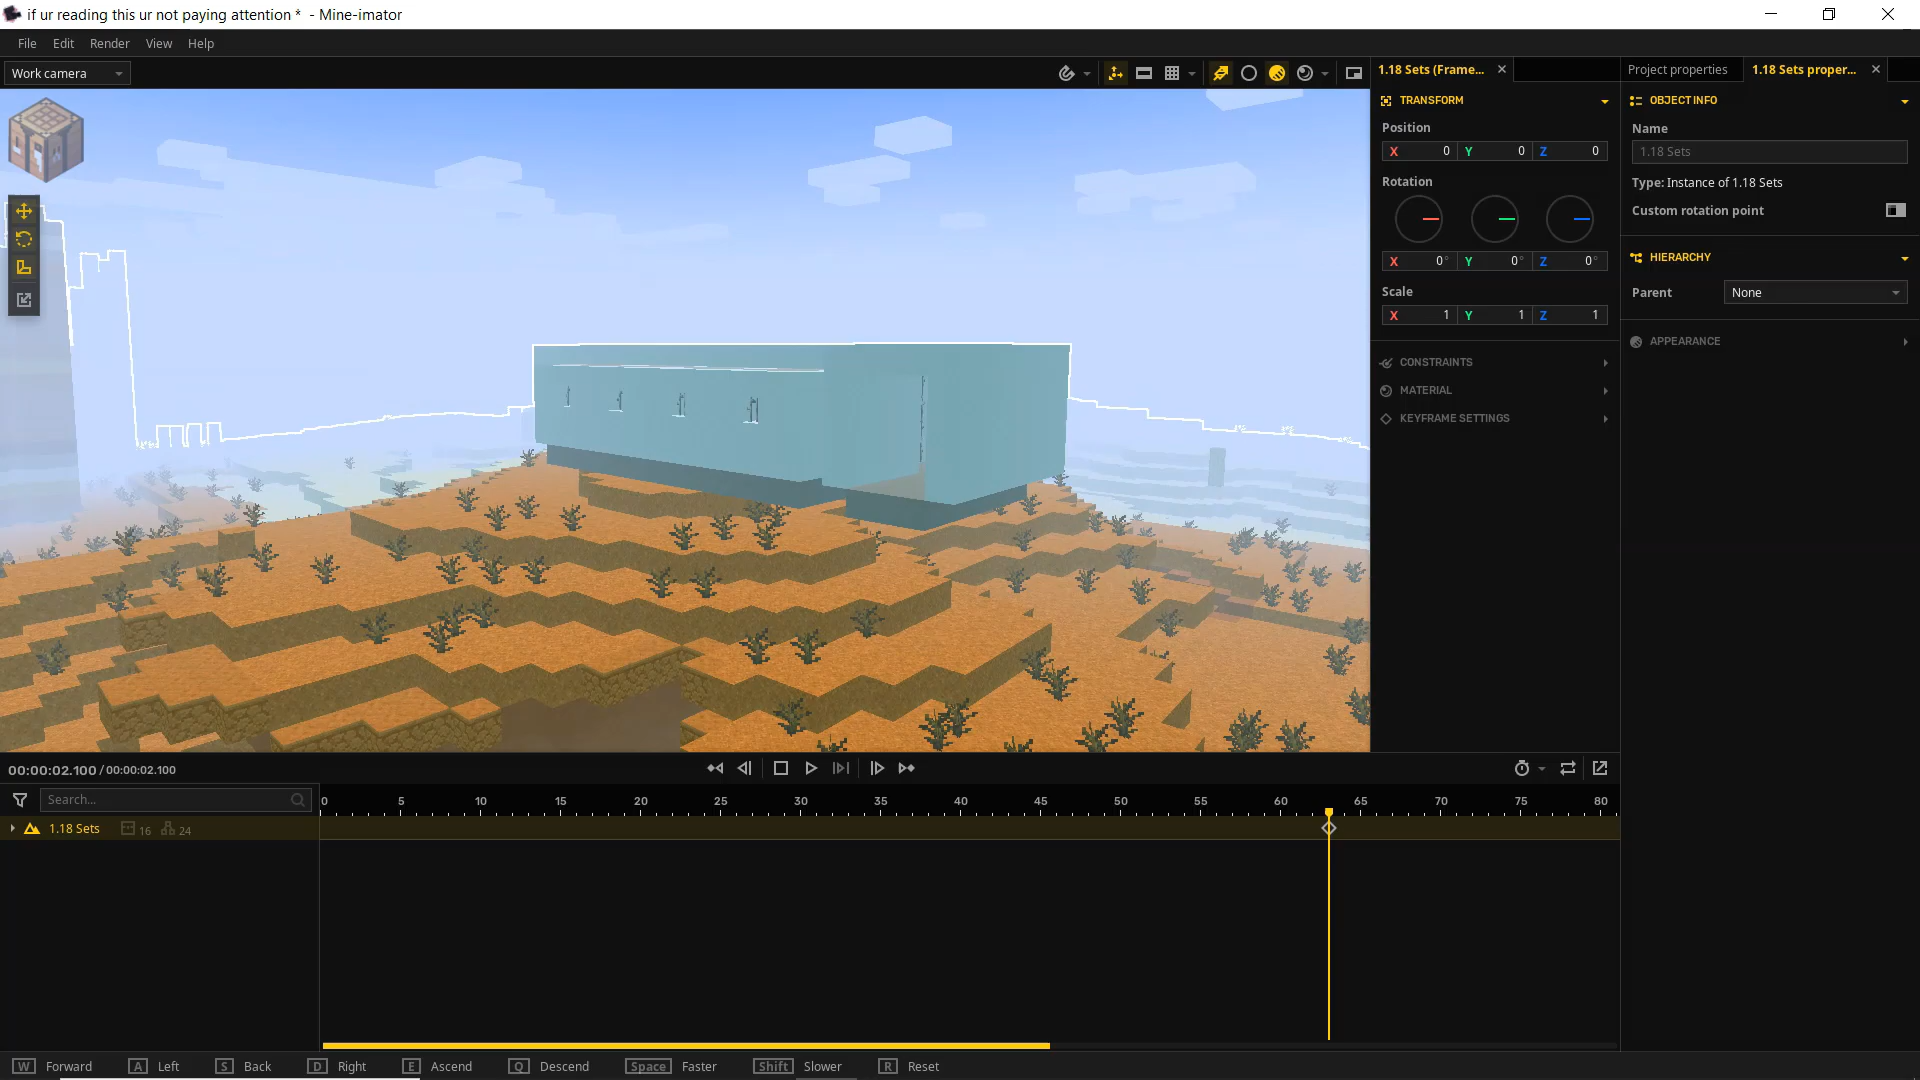 if ur reading this ur not paying attention * - Mine-imator
File Edit Render View Help
Work camera
1.18 Sets (Frame...
Project properties
1.18 Sets proper...
TRANSFORM
Position
X 0 Y 0 Z 0
Rotation
X 0° Y 0° Z 0°
Scale
X 1 Y 1 Z 1
CONSTRAINTS
MATERIAL
KEYFRAME SETTINGS
OBJECT INFO
Name
1.18 Sets
Type: Instance of 1.18 Sets
Custom rotation point
HIERARCHY
Parent None
APPEARANCE
00:00:02.100 / 00:00:02.100
Search...
0 5 10 15 20 25 30 35 40 45 50 55 60 65 70 75 80
1.18 Sets 16 24
W Forward A Left S Back D Right E Ascend Q Descend Space Faster Shift Slower R Reset